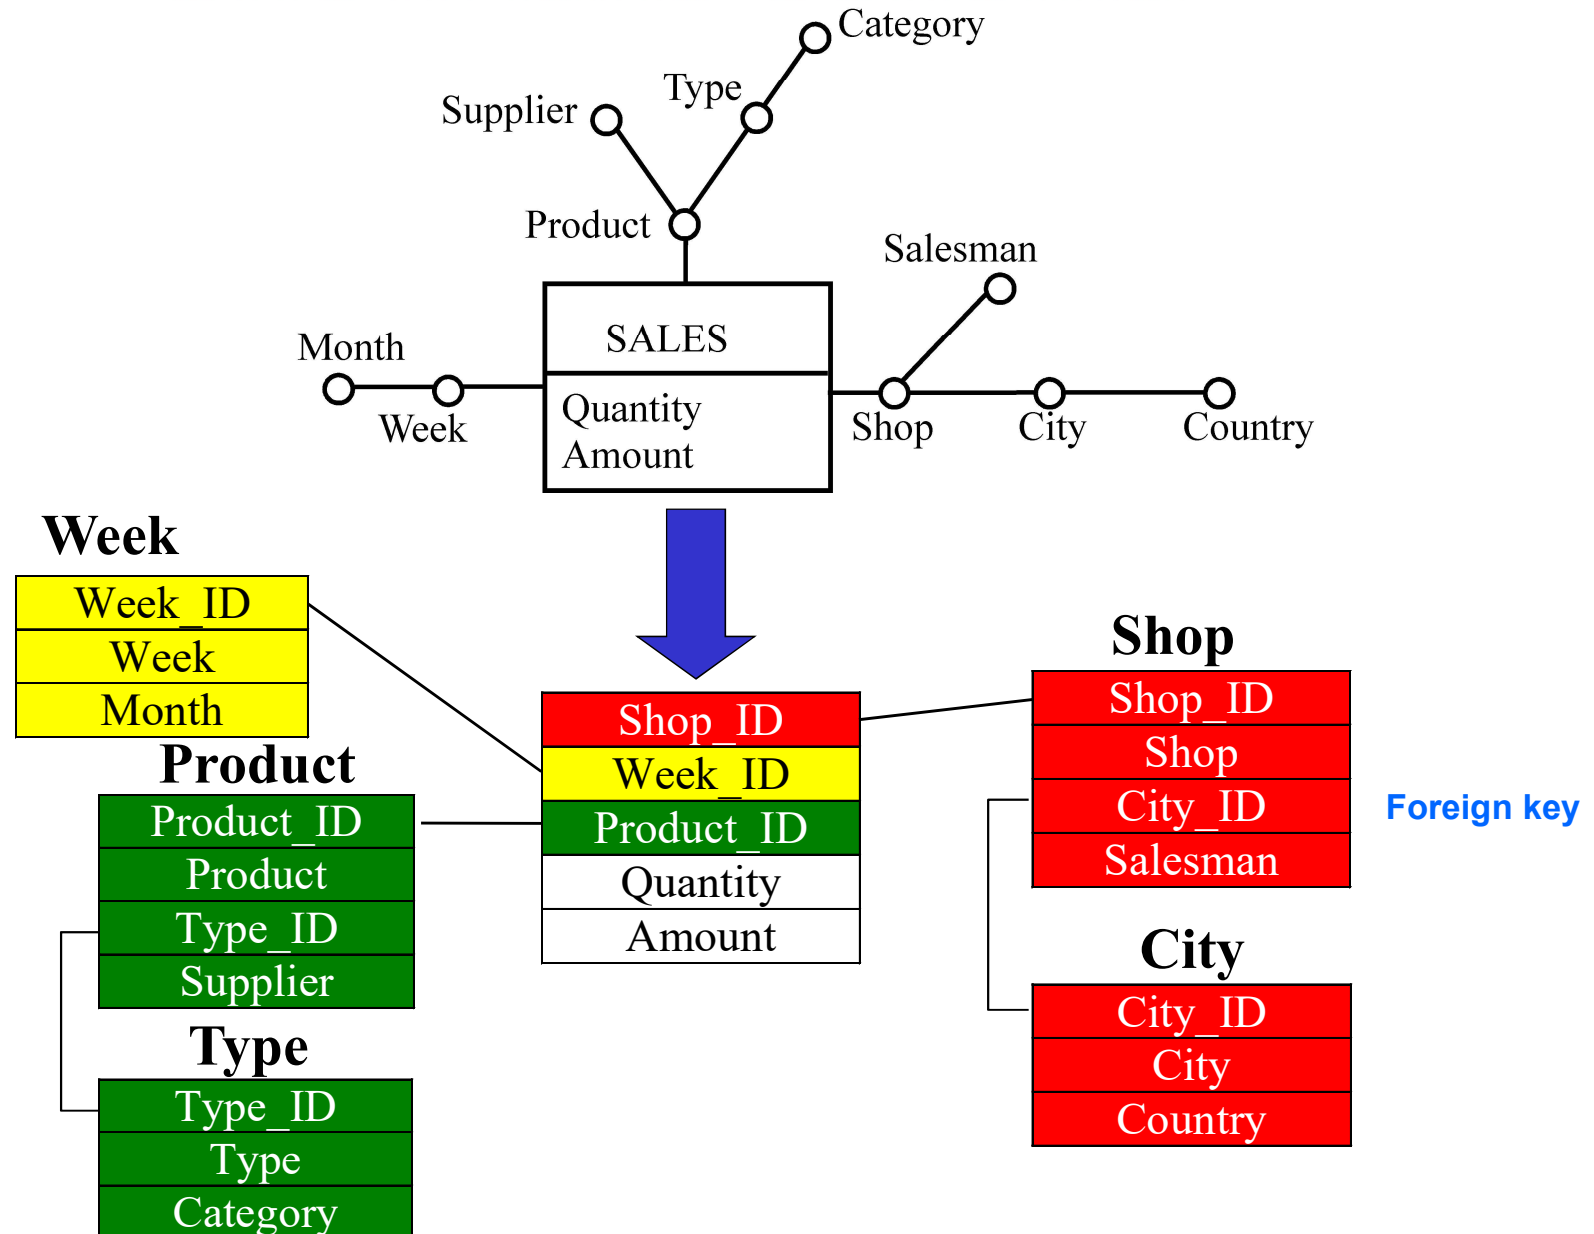 Category
Type
Supplier
Product
Salesman
SALES
Month
Week
Quantity
Amount
Shop
City
Country
Week
Week_ID
Week
Month
Product
Product_ID
Product
Type_ID
Supplier
Type
Type_ID
Type
Category
Shop_ID
Week_ID
Product_ID
Quantity
Amount
Shop
Shop_ID
Shop
City_ID
Salesman
Foreign key
City
City_ID
City
Country